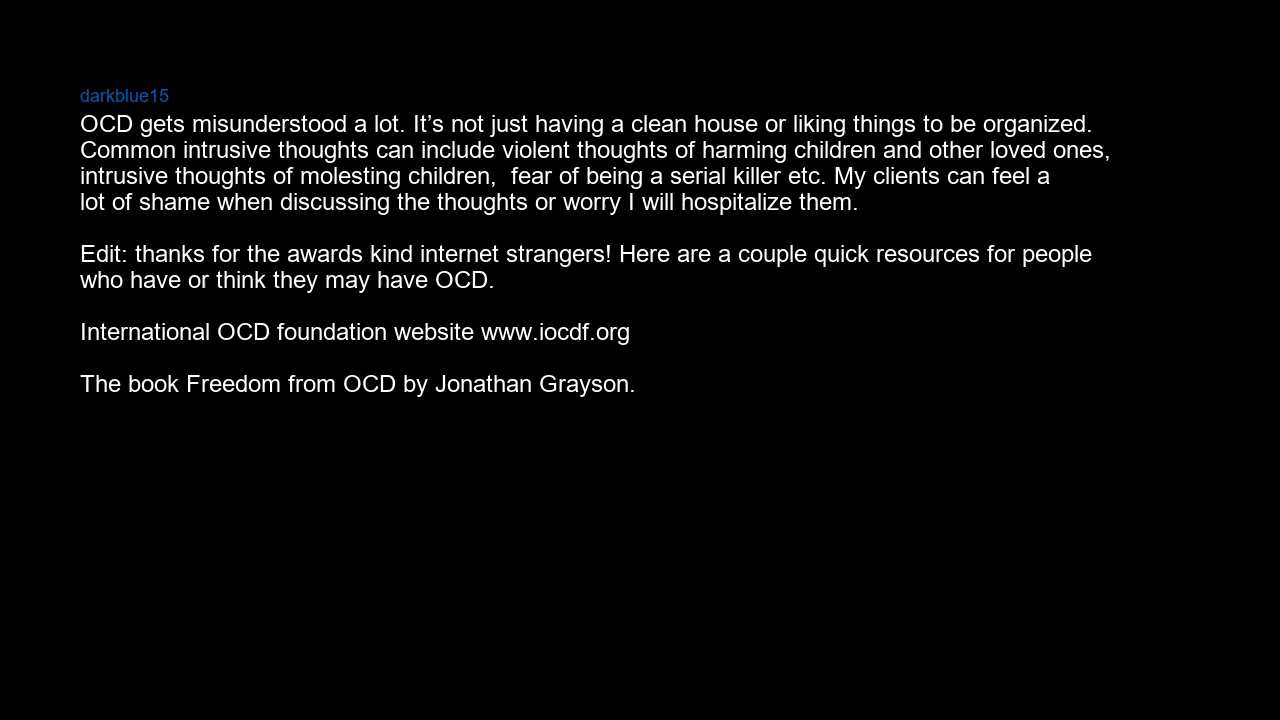 darkblue15
OCD gets misunderstood a lot. It’s not just having a clean house or liking things to be organized.
Common intrusive thoughts can include violent thoughts of harming children and other loved ones,
intrusive thoughts of molesting children,  fear of being a serial killer etc. My clients can feel a
lot of shame when discussing the thoughts or worry I will hospitalize them.
Edit: thanks for the awards kind internet strangers! Here are a couple quick resources for people
who have or think they may have OCD.
International OCD foundation website www.iocdf.org
The book Freedom from OCD by Jonathan Grayson.